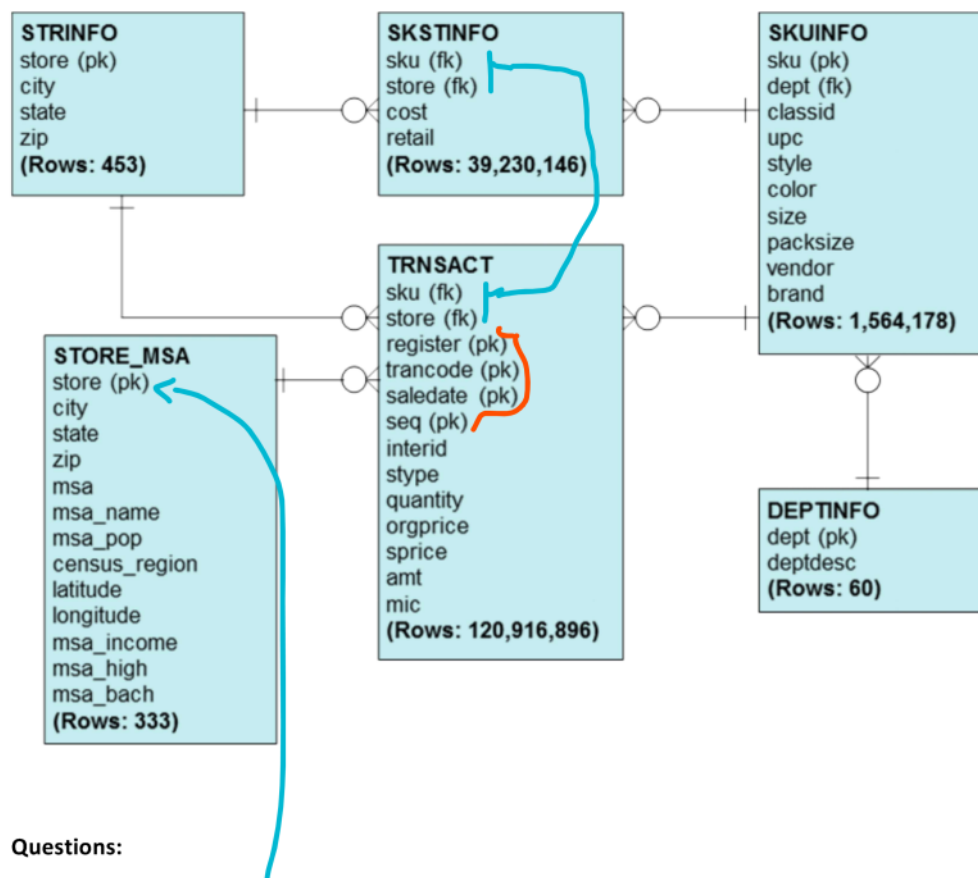 STRINFO
store (pk)
city
state
zip
(Rows: 453)
SKSTINFO
sku (fk)
store (fk)
cost
retail
(Rows: 39,230,146)
SKUINFO
sku (pk)
dept (fk)
classid
upc
style
color
size
packsize
vendor
brand
(Rows: 1,564,178)
TRNSACT
sku (fk)
store (fk)
register (pk)
trancode (pk)
saledate (pk)
seq (pk)
interid
stype
quantity
orgprice
sprice
amt
mic
(Rows: 120,916,896)
STORE_MSA
store (pk)
city
state
zip
msa
msa_name
msa_pop
census_region
latitude
longitude
msa_income
msa_high
msa_bach
(Rows: 333)
DEPTINFO
dept (pk)
deptdesc
(Rows: 60)
Questions: